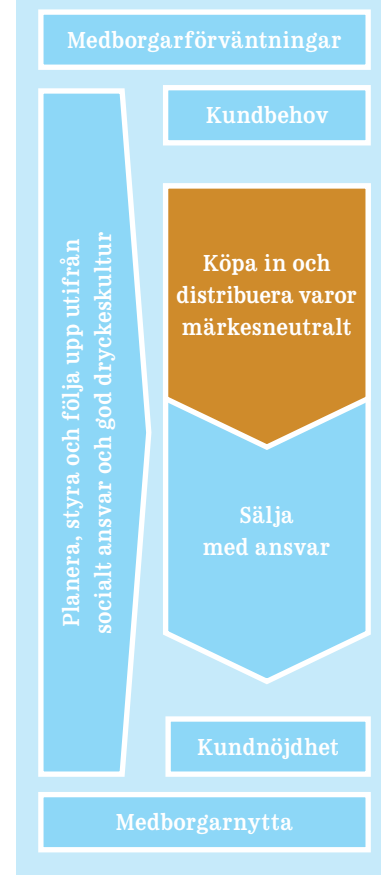 Medborgarförväntningar
Kundbehov
Planera, styra och följa upp utifrån
socialt ansvar och god dryckeskultur
Köpa in och
distribuera varor
märkesneutralt
Sälja
med ansvar
Kundnöjdhet
Medborgarnytta